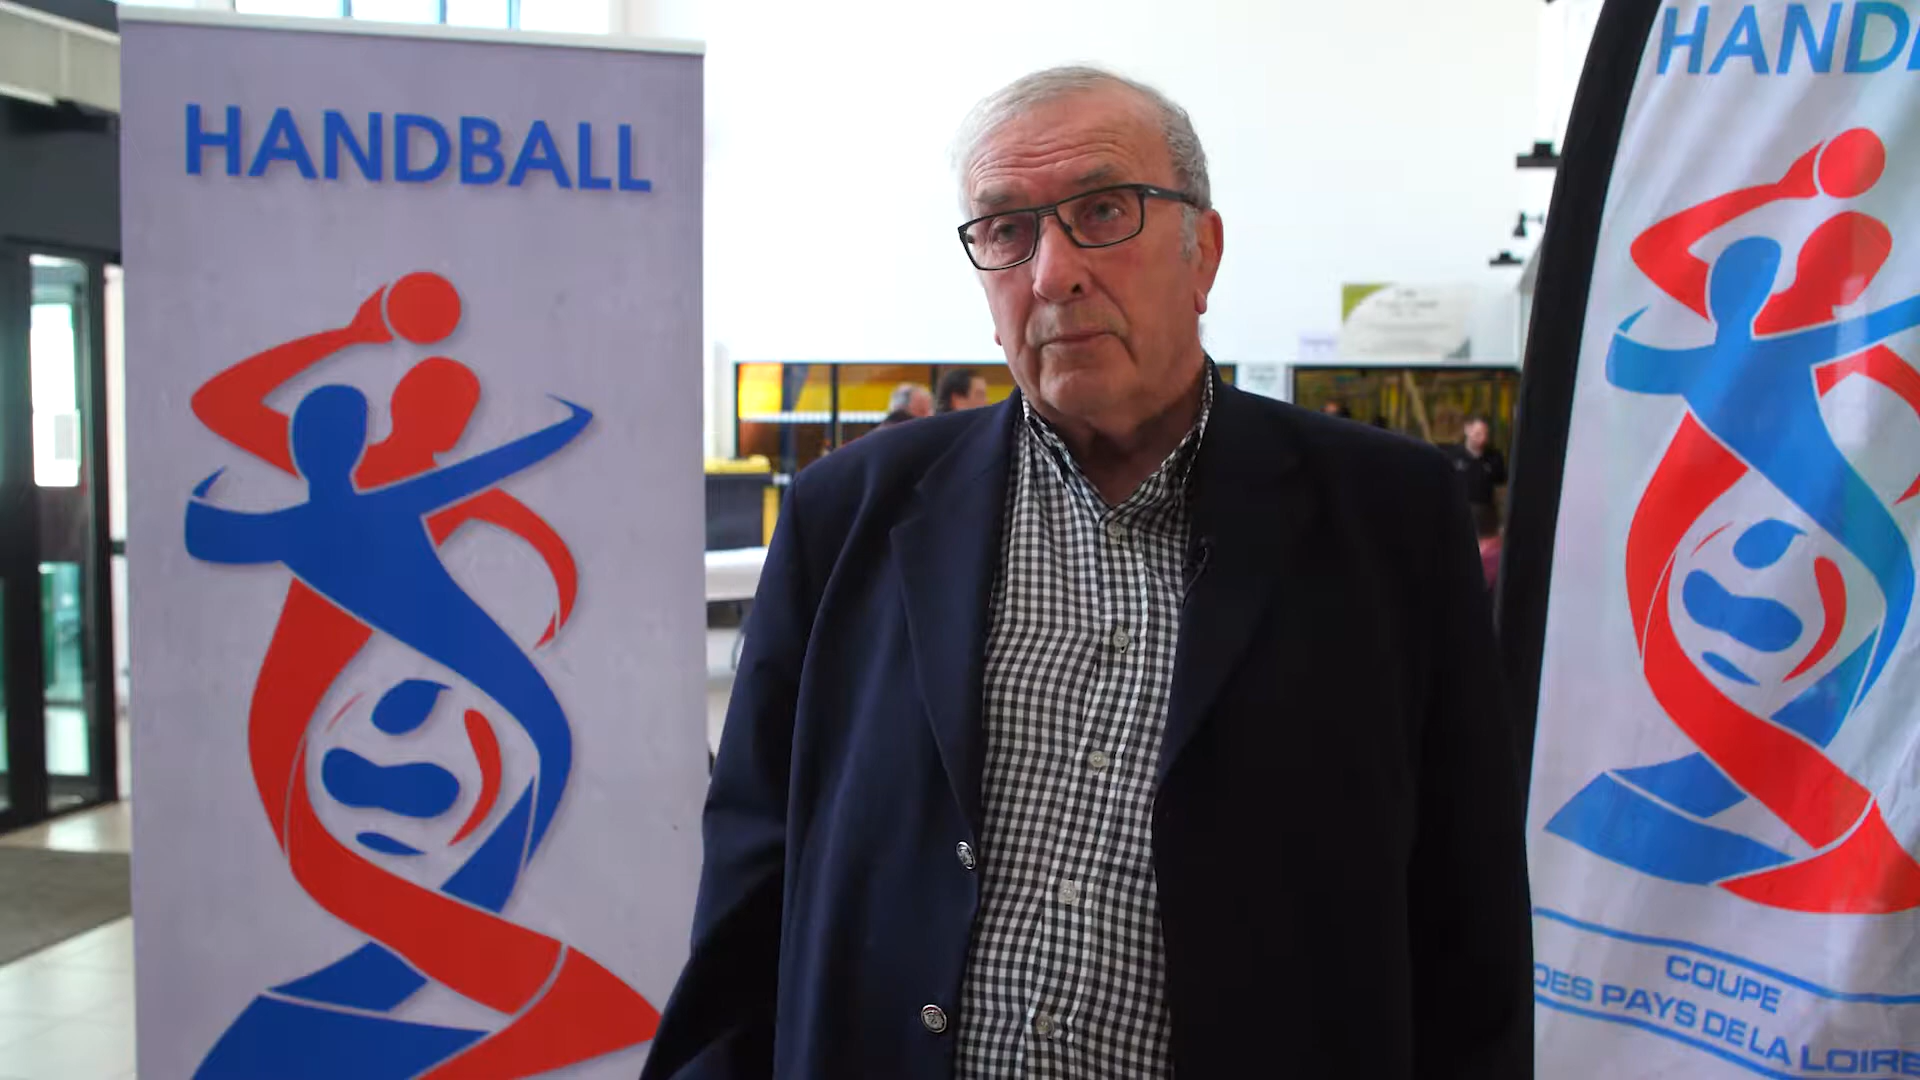 HANDBALL
HAND
COUPE
DES PAYS DE LA LOIRE